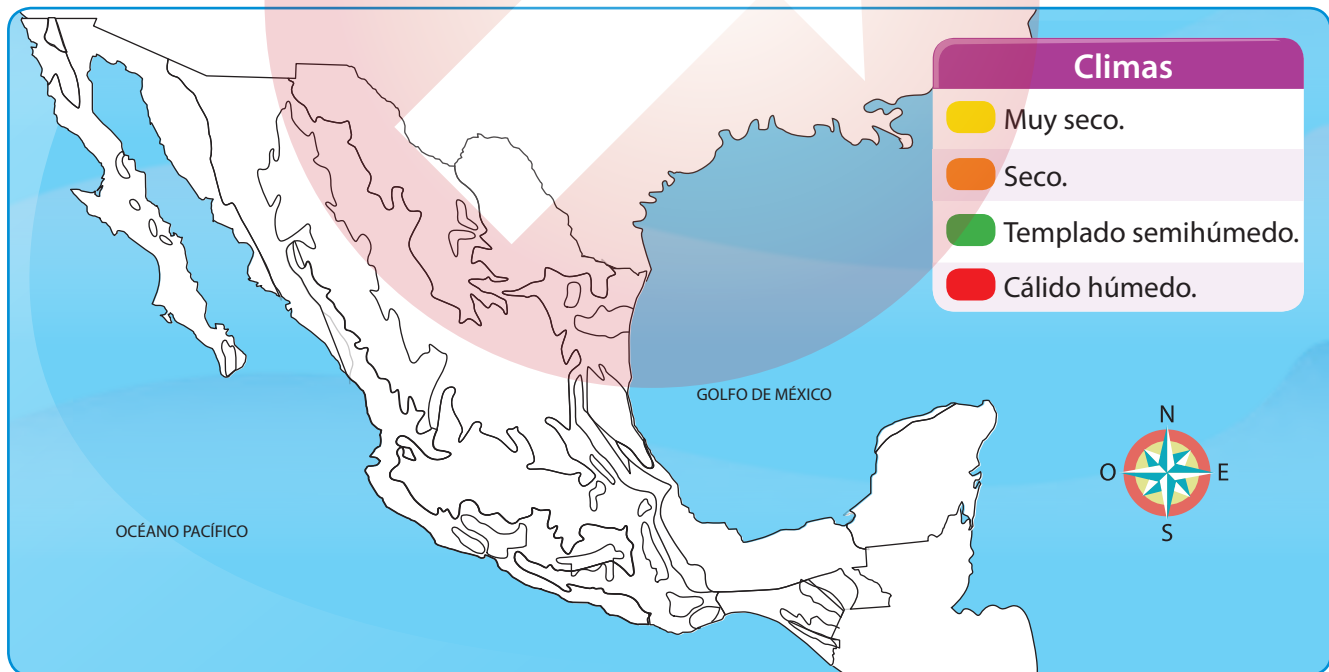 Climas
Muy seco.
Seco.
Templado semihúmedo.
Cálido húmedo.
GOLFO DE MÉXICO
N
O
E
S
OCÉANO PACÍFICO